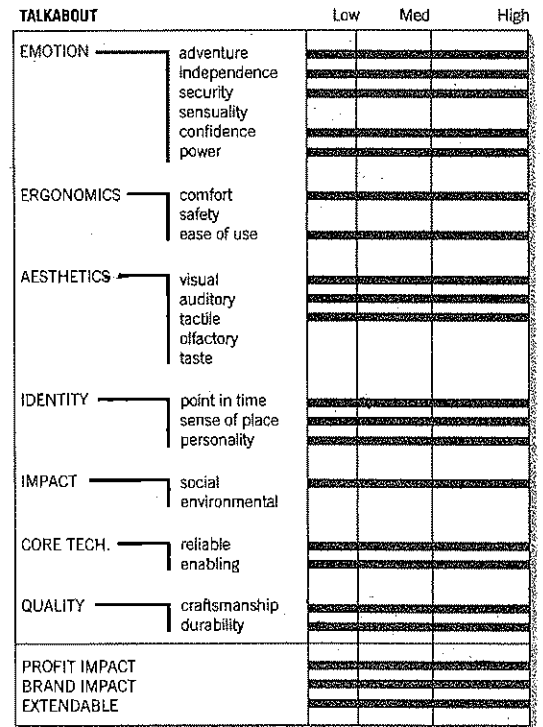 TALKABOUT Low Med High
EMOTION adventure
independence
security
sensuality
confidence
power
ERGONOMICS comfort
safety
ease of use
AESTHETICS visual
auditory
tactile
olfactory
taste
IDENTITY point in time
sense of place
personality
IMPACT social
environmental
CORE TECH. reliable
enabling
QUALITY craftsmanship
durability
PROFIT IMPACT
BRAND IMPACT
EXTENDABLE